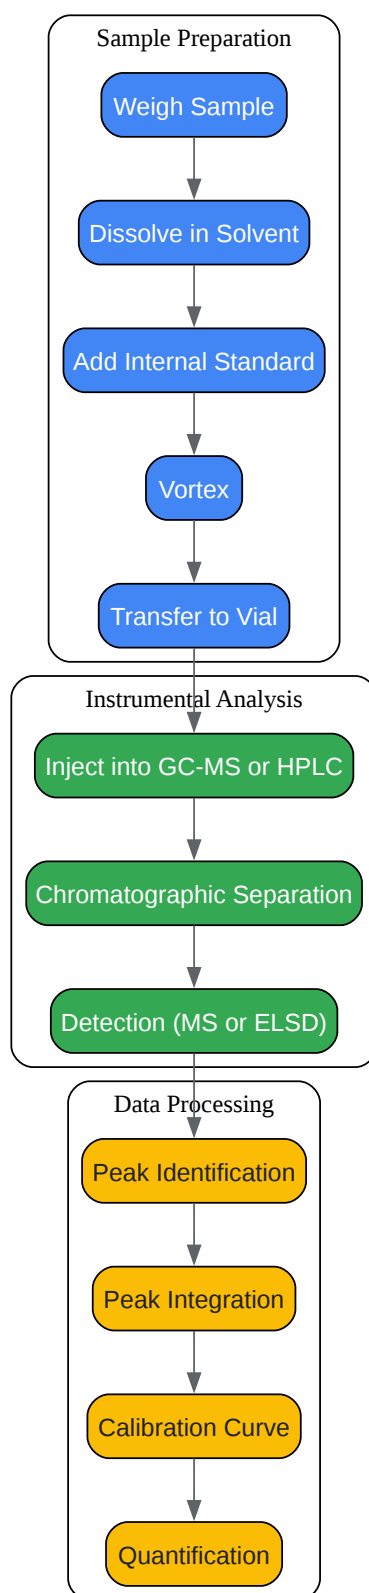 Sample Preparation
Weigh Sample
Dissolve in Solvent
Add Internal Standard
Vortex
Transfer to Vial
Instrumental Analysis
Inject into GC-MS or HPLC
Chromatographic Separation
Detection (MS or ELSD)
Data Processing
Peak Identification
Peak Integration
Calibration Curve
Quantification